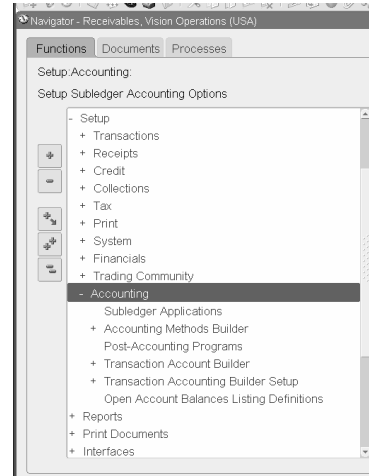 Navigator - Receivables, Vision Operations (USA)
Functions Documents Processes
Setup:Accounting:
Setup Subledger Accounting Options
- Setup
+ Transactions
+ Receipts
+ Credit
+ Collections
+ Tax
+ Print
+ System
+ Financials
+ Trading Community
- Accounting
Subledger Applications
+ Accounting Methods Builder
Post-Accounting Programs
+ Transaction Account Builder
+ Transaction Accounting Builder Setup
Open Account Balances Listing Definitions
+ Reports
+ Print Documents
+ Interfaces